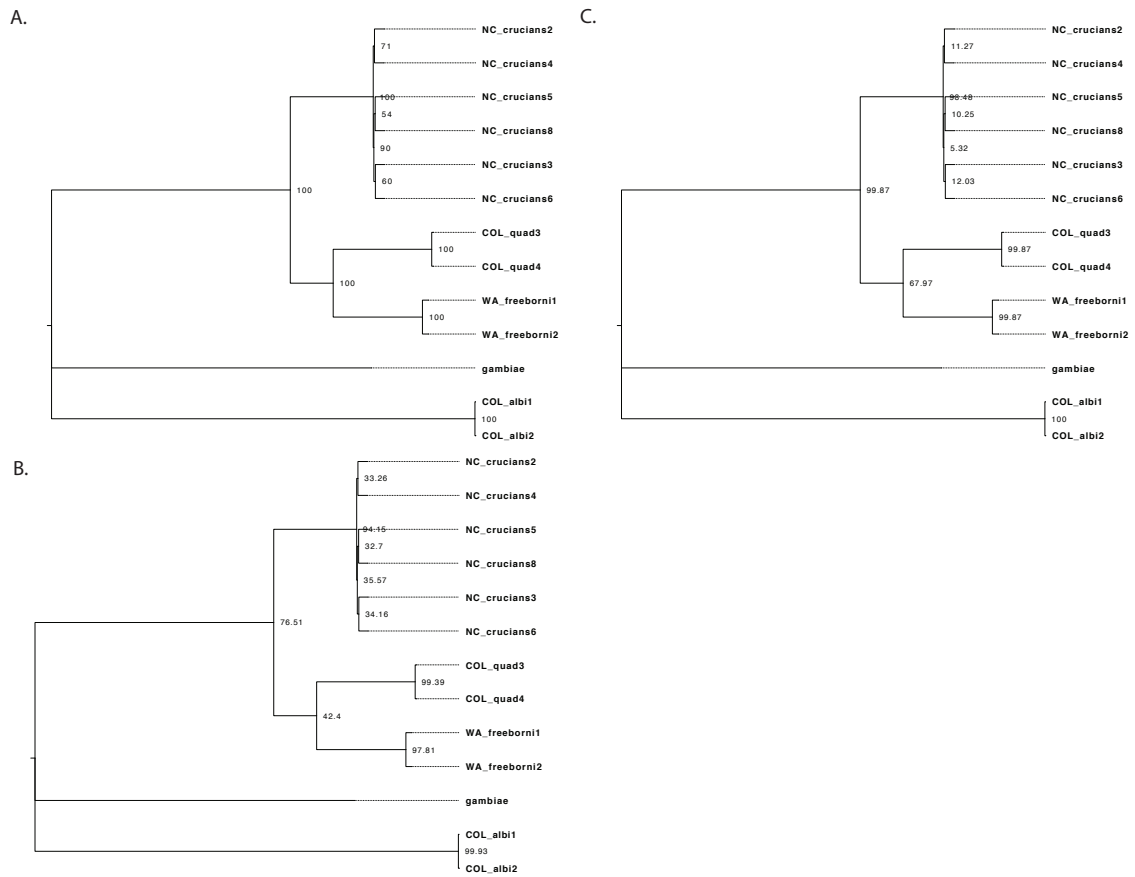 A.
NC_crucians2
71
NC_crucians4
NC_crucians5
100
54
NC_crucians8
90
NC_crucians3
60
NC_crucians6
100
COL_quad3
100
COL_quad4
100
WA_freeborni1
100
WA_freeborni2
gambiae
COL_albi1
100
COL_albi2
B.
NC_crucians2
33.26
NC_crucians4
NC_crucians5
94.15
32.7
NC_crucians8
35.57
NC_crucians3
34.16
NC_crucians6
76.51
COL_quad3
99.39
COL_quad4
42.4
WA_freeborni1
97.81
WA_freeborni2
gambiae
COL_albi1
99.93
COL_albi2
C.
NC_crucians2
11.27
NC_crucians4
NC_crucians5
98.48
10.25
NC_crucians8
5.32
NC_crucians3
12.03
NC_crucians6
99.87
COL_quad3
99.87
COL_quad4
67.97
WA_freeborni1
99.87
WA_freeborni2
gambiae
COL_albi1
100
COL_albi2